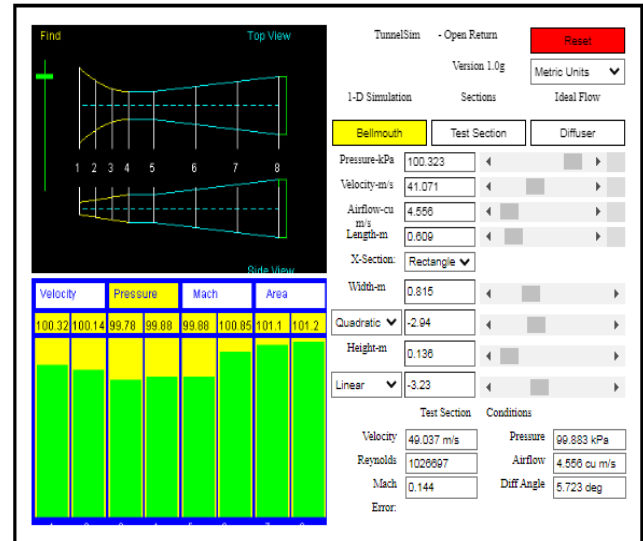 Find Top View
1 2 3 4 5 6 7 8
Side View
Velocity Pressure Mach Area
100.32 100.14 99.78 99.88 99.88 100.85 101.1 101.2
TunnelSim - Open Return Reset
Version 1.0g Metric Units
1-D Simulation Sections Ideal Flow
Bellmouth Test Section Diffuser
Pressure-kPa 100.323
Velocity-m/s 41.071
Airflow-cu m/s 4.556
Length-m 0.609
X-Section: Rectangle
Width-m 0.815
Quadratic -2.94
Height-m 0.136
Linear -3.23
Test Section Conditions
Velocity 49.037 m/s Pressure 99.883 kPa
Reynolds 1026697 Airflow 4.556 cu m/s
Mach 0.144 Diff Angle 5.723 deg
Error: